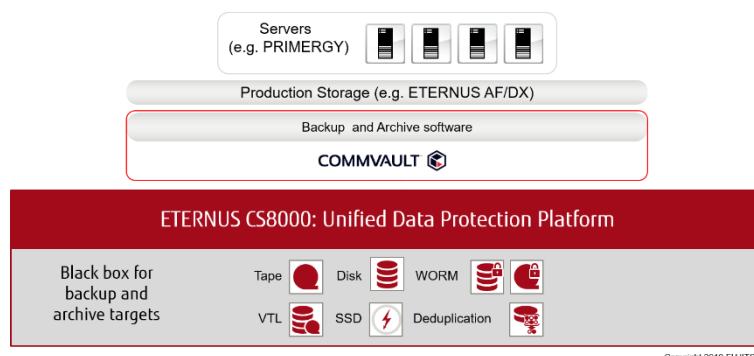 Servers
(e.g. PRIMERGY)
Production Storage (e.g. ETERNUS AF/DX)
Backup and Archive software
COMMVAULT
ETERNUS CS8000: Unified Data Protection Platform
Black box for
backup and
archive targets
Tape Disk WORM
VTL SSD Deduplication